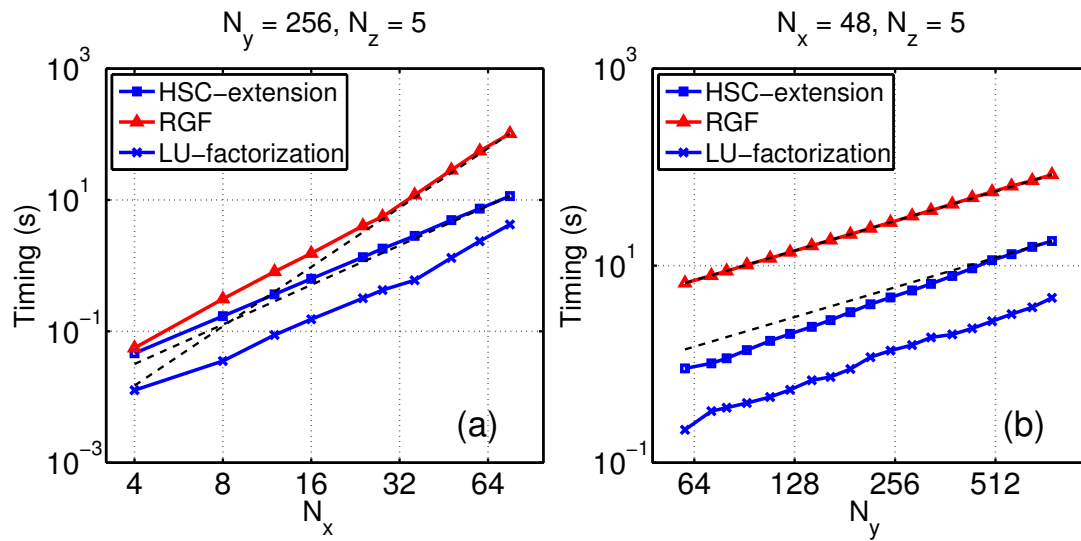 N_y = 256, N_z = 5
10^3
10^1
10^-1
10^-3
Timing (s)
HSC-extension
RGF
LU-factorization
(a)
4 8 16 32 64
N_x
N_x = 48, N_z = 5
10^3
10^1
10^-1
Timing (s)
HSC-extension
RGF
LU-factorization
(b)
64 128 256 512
N_y